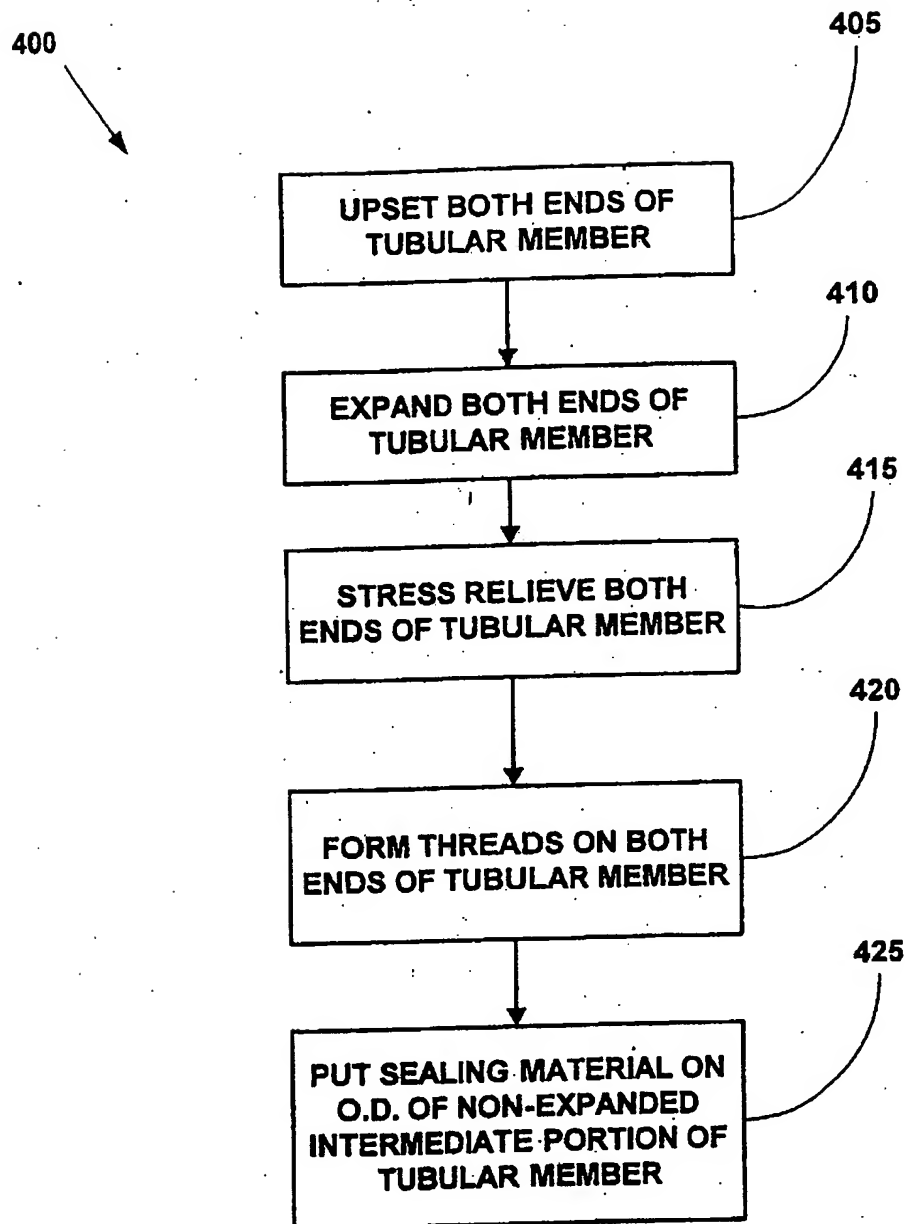 400
405
UPSET BOTH ENDS OF
TUBULAR MEMBER
410
EXPAND BOTH ENDS OF
TUBULAR MEMBER
415
STRESS RELIEVE BOTH
ENDS OF TUBULAR MEMBER
420
FORM THREADS ON BOTH
ENDS OF TUBULAR MEMBER
425
PUT SEALING MATERIAL ON
O.D. OF NON-EXPANDED
INTERMEDIATE PORTION OF
TUBULAR MEMBER